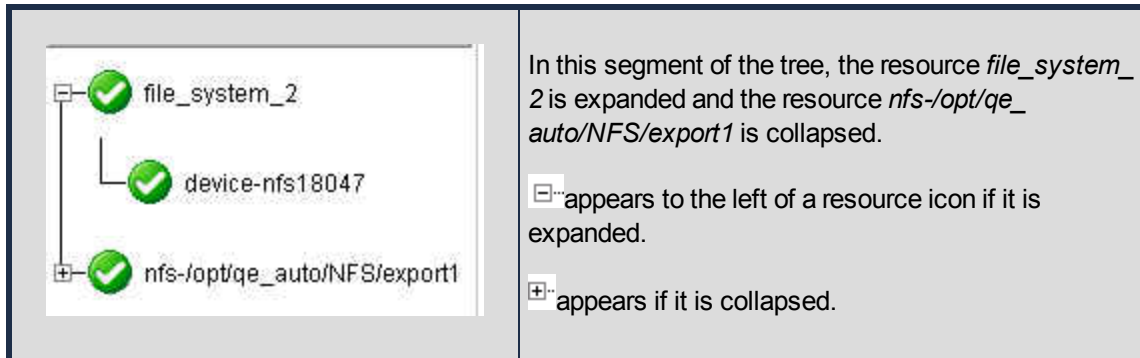 file_system_2
device-nfs18047
nfs-/opt/qe_auto/NFS/export1
In this segment of the tree, the resource file_system_
2 is expanded and the resource nfs-/opt/qe_
auto/NFS/export1 is collapsed.
appears to the left of a resource icon if it is
expanded.
appears if it is collapsed.